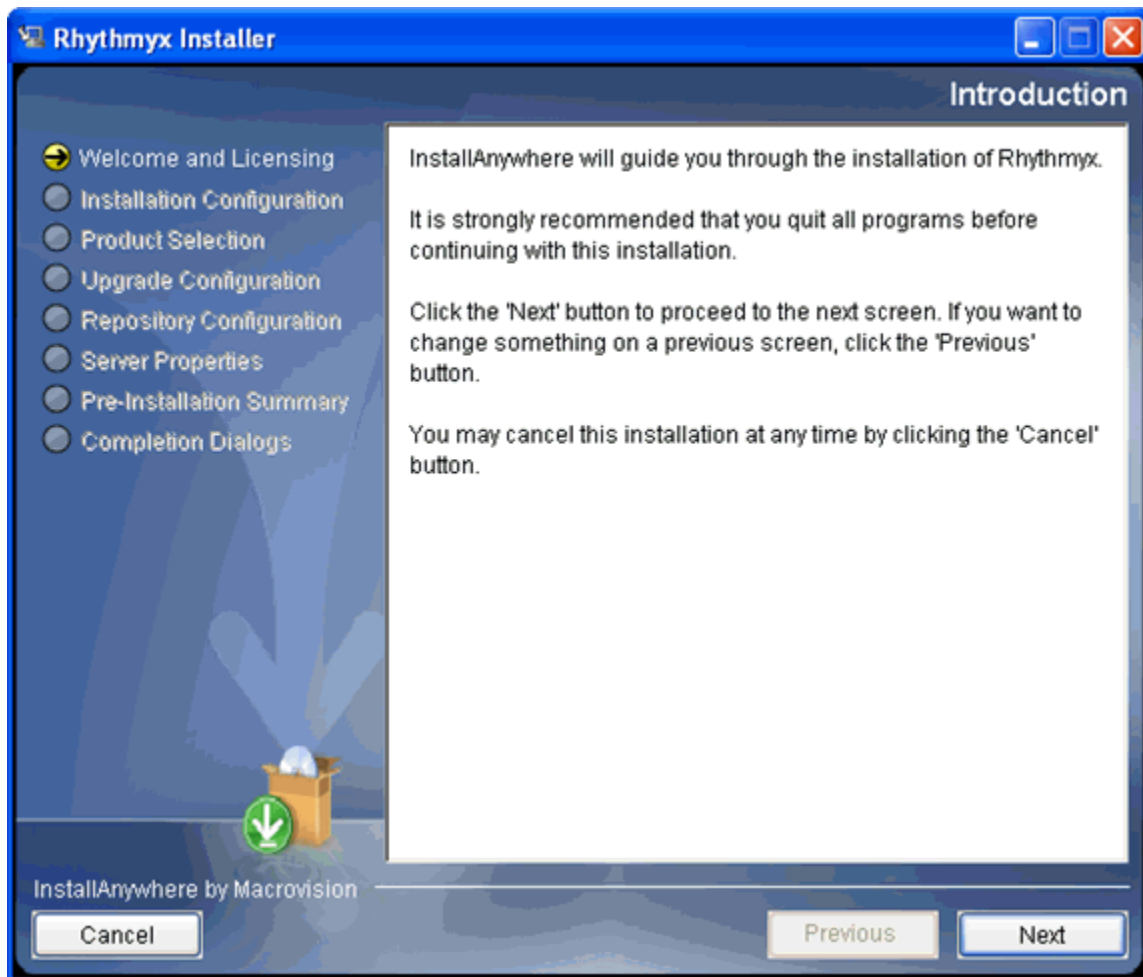 Rhythmyx Installer
Introduction
Welcome and Licensing
Installation Configuration
Product Selection
Upgrade Configuration
Repository Configuration
Server Properties
Pre-Installation Summary
Completion Dialogs
InstallAnywhere will guide you through the installation of Rhythmyx.
It is strongly recommended that you quit all programs before
continuing with this installation.
Click the 'Next' button to proceed to the next screen. If you want to
change something on a previous screen, click the 'Previous'
button.
You may cancel this installation at any time by clicking the 'Cancel'
button.
InstallAnywhere by Macrovision
Cancel
Previous
Next